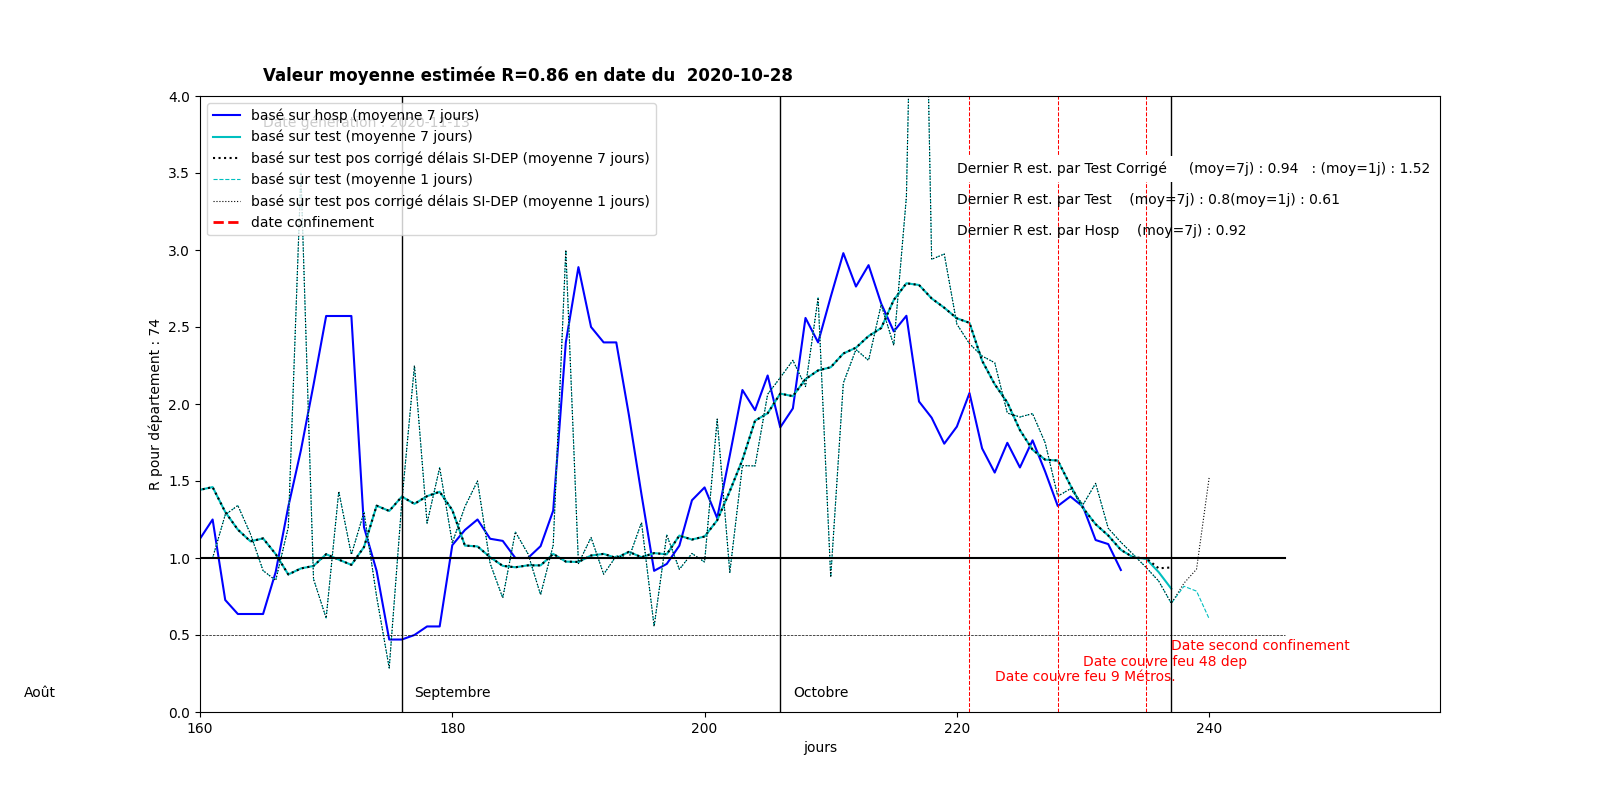 Valeur moyenne estimée R=0.86 en date du  2020-10-28
4.0
3.5
3.0
2.5
2.0
1.5
1.0
0.5
0.0
R pour département : 74
basé sur hosp (moyenne 7 jours)
basé sur test (moyenne 7 jours)
basé sur test pos corrigé délais SI-DEP (moyenne 7 jours)
basé sur test (moyenne 1 jours)
basé sur test pos corrigé délais SI-DEP (moyenne 1 jours)
date confinement
Dernier R est. par Test Corrigé     (moy=7j) : 0.94   : (moy=1j) : 1.52
Dernier R est. par Test    (moy=7j) : 0.8(moy=1j) : 0.61
Dernier R est. par Hosp    (moy=7j) : 0.92
Date second confinement
Date couvre feu 48 dep
Date couvre feu 9 Métros.
Août
Septembre
Octobre
160
180
200
220
240
jours